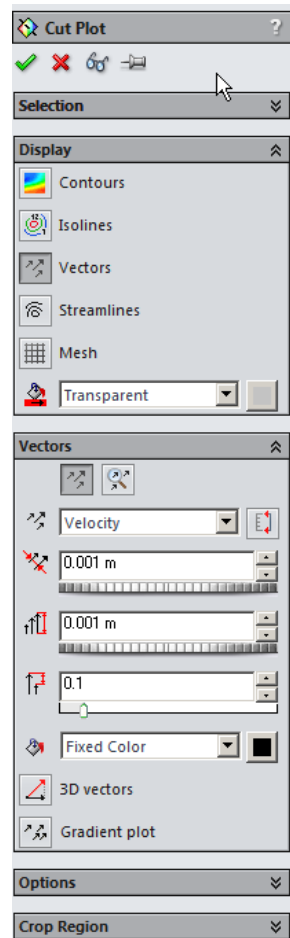 Cut Plot ?
Selection
Display
Contours
Isolines
Vectors
Streamlines
Mesh
Transparent
Vectors
Velocity
0.001 m
0.001 m
0.1
Fixed Color
3D vectors
Gradient plot
Options
Crop Region